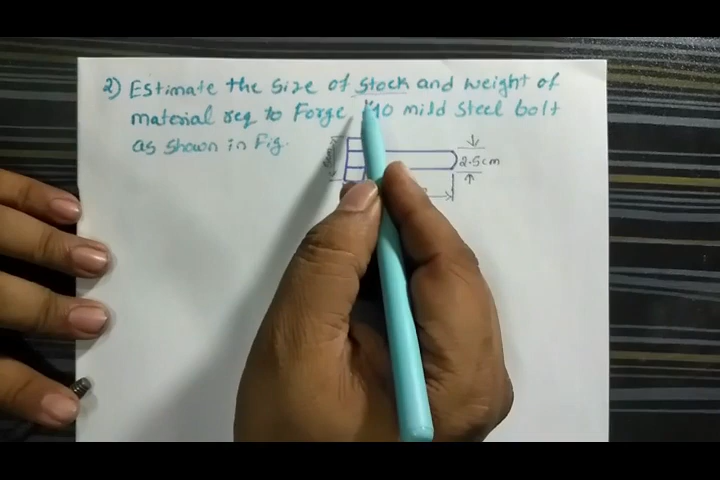 2) Estimate the Size of Stock and weight of
material req to Forge 40 mild Steel bolt
as shown in Fig.
2.5cm